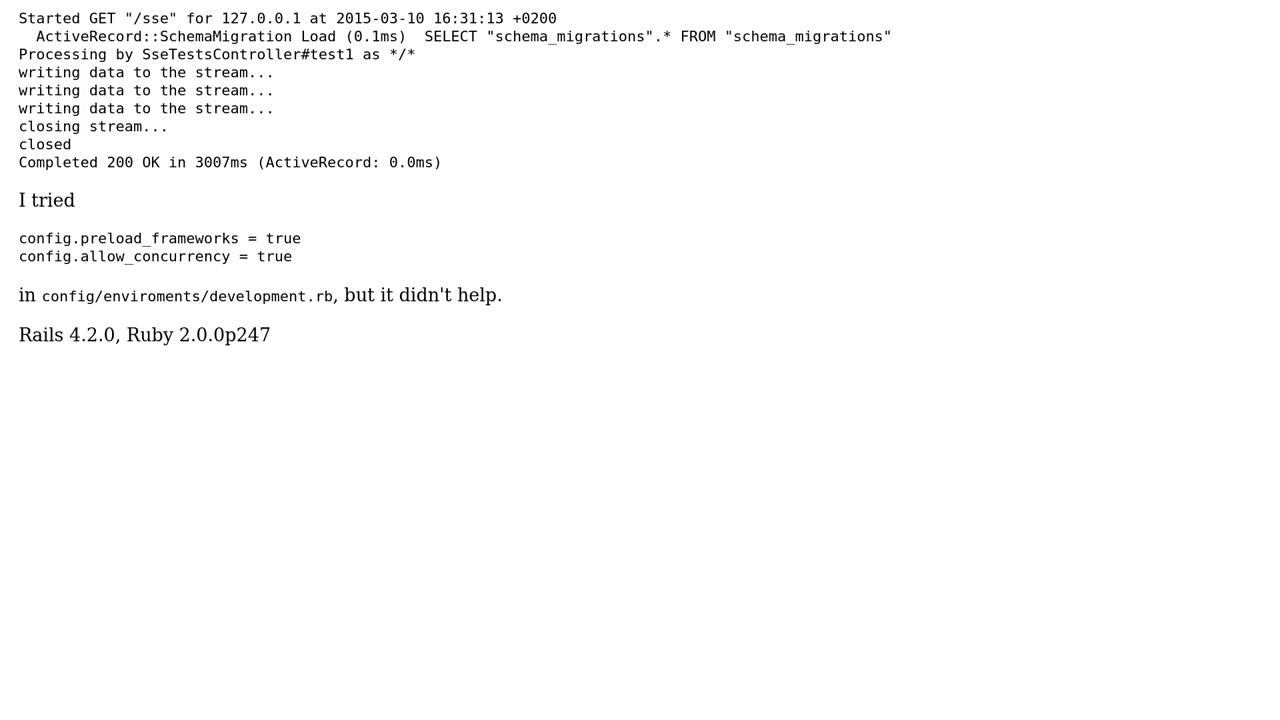 Started GET "/sse" for 127.0.0.1 at 2015-03-10 16:31:13 +0200
  ActiveRecord::SchemaMigration Load (0.1ms)  SELECT "schema_migrations".* FROM "schema_migrations"
Processing by SseTestsController#test1 as */*
writing data to the stream...
writing data to the stream...
writing data to the stream...
closing stream...
closed
Completed 200 OK in 3007ms (ActiveRecord: 0.0ms)
I tried
config.preload_frameworks = true
config.allow_concurrency = true
in config/enviroments/development.rb, but it didn't help.
Rails 4.2.0, Ruby 2.0.0p247